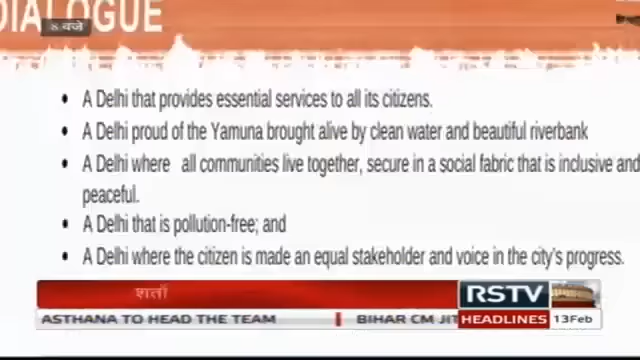 DIALOGUE
8 बजे
• A Delhi that provides essential services to all its citizens.
• A Delhi proud of the Yamuna brought alive by clean water and beautiful riverbank
• A Delhi where all communities live together, secure in a social fabric that is inclusive and
peaceful.
• A Delhi that is pollution-free; and
• A Delhi where the citizen is made an equal stakeholder and voice in the city's progress.
शर्तों
RSTV
ASTHANA TO HEAD THE TEAM
BIHAR CM JIT
HEADLINES
13Feb